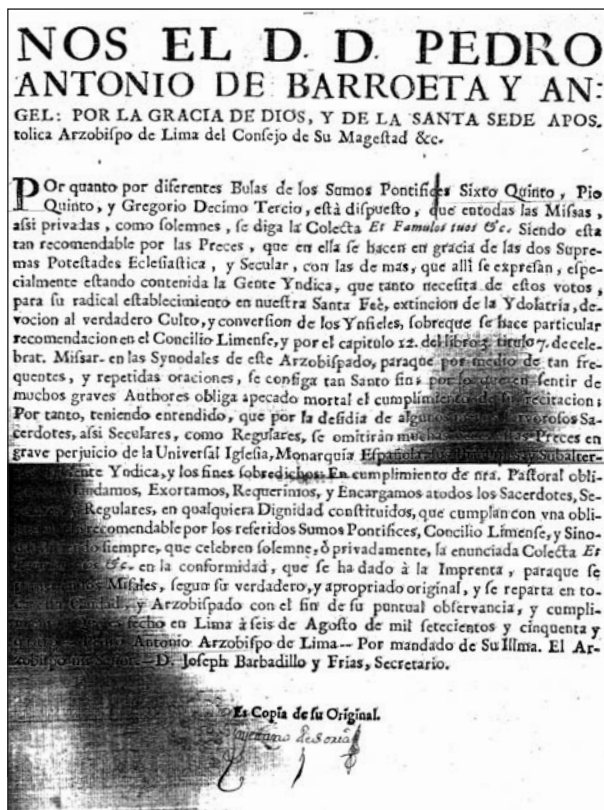 NOS EL D. D. PEDRO
ANTONIO DE BARROETA Y AN:
GEL: POR LA GRACIA DE DIOS, Y DE LA SANTA SEDE APOS.
tolica Arzobiſpo de Lima del Conſejo de Su Mageſtad &c.
POr quanto por diferentes Bulas de los Sumos Pontifices Sixto Quinto, Pio
Quinto, y Gregorio Decimo Tercio, eſtà diſpueſto, que entodas las Miſſas,
aſſi privadas, como ſolemnes, ſe diga la Colecta Et Famulos tuos &c. Siendo eſta
tan recomendable por las Preces, que en ella ſe hacen en gracia de las dos Supre-
mas Poteſtades Ecleſiaſtica, y Secular, con las de mas, que alli ſe expreſan, eſpe-
cialmente eſtando contenida la Gente Yndica, que tanto neceſita de eſtos votos,
para ſu radical eſtablecimiento en nueſtra Santa Feè, extincion de la Ydolatria, de-
vocion al verdadero Culto, y converſion de los Ynfieles, ſobreque ſe hace particular
recomendacion en el Concilio Limenſe, y por el capitulo 12. del libro 3. titulo 7. decele-
brat. Miſſar. en las Synodales de eſte Arzobiſpado, paraque por medio de tan fre-
quentes, y repetidas oraciones, ſe conſiga tan Santo fin; por lo que en ſentir de
muchos graves Authores obliga apecado mortal el cumplimiento de ſu recitacion;
Por tanto, teniendo entendido, que por la deſidia de algunos Sa-
cerdotes, aſſi Seculares, como Regulares, ſe omitirán Preces en
grave perjuicio de la Univerſal Igleſia, Monarquia Eſpañola, y Subalter-
Gente Yndica, y los fines ſobredichos: En cumplimiento de nra. Paſtoral obli-
Mandamos, Exortamos, Requerimos, y Encargamos atodos los Sacerdotes, Se-
y Regulares, en qualquiera Dignidad conſtituidos, que cumplan con vna obli-
recomendable por los referidos Sumos Pontifices, Concilio Limenſe, y Sino-
ſiempre, que celebren ſolemne, ò privadamente, la enunciada Colecta Et
&c. en la conformidad, que ſe ha dado à la Imprenta, paraque ſe
Miſales, ſegun ſu verdadero, y apropriado original, y ſe reparta en to-
Ciudad, y Arzobiſpado con el fin de ſu puntual obſervancia, y cumpli-
fecho en Lima à ſeis de Agoſto de mil ſetecientos y cinquenta y
Antonio Arzobiſpo de Lima-- Por mandado de Su Illma. El Ar-
zobiſpo mi Señor.--D. Joſeph Barbadillo y Frias, Secretario.
Es Copia de ſu Original.